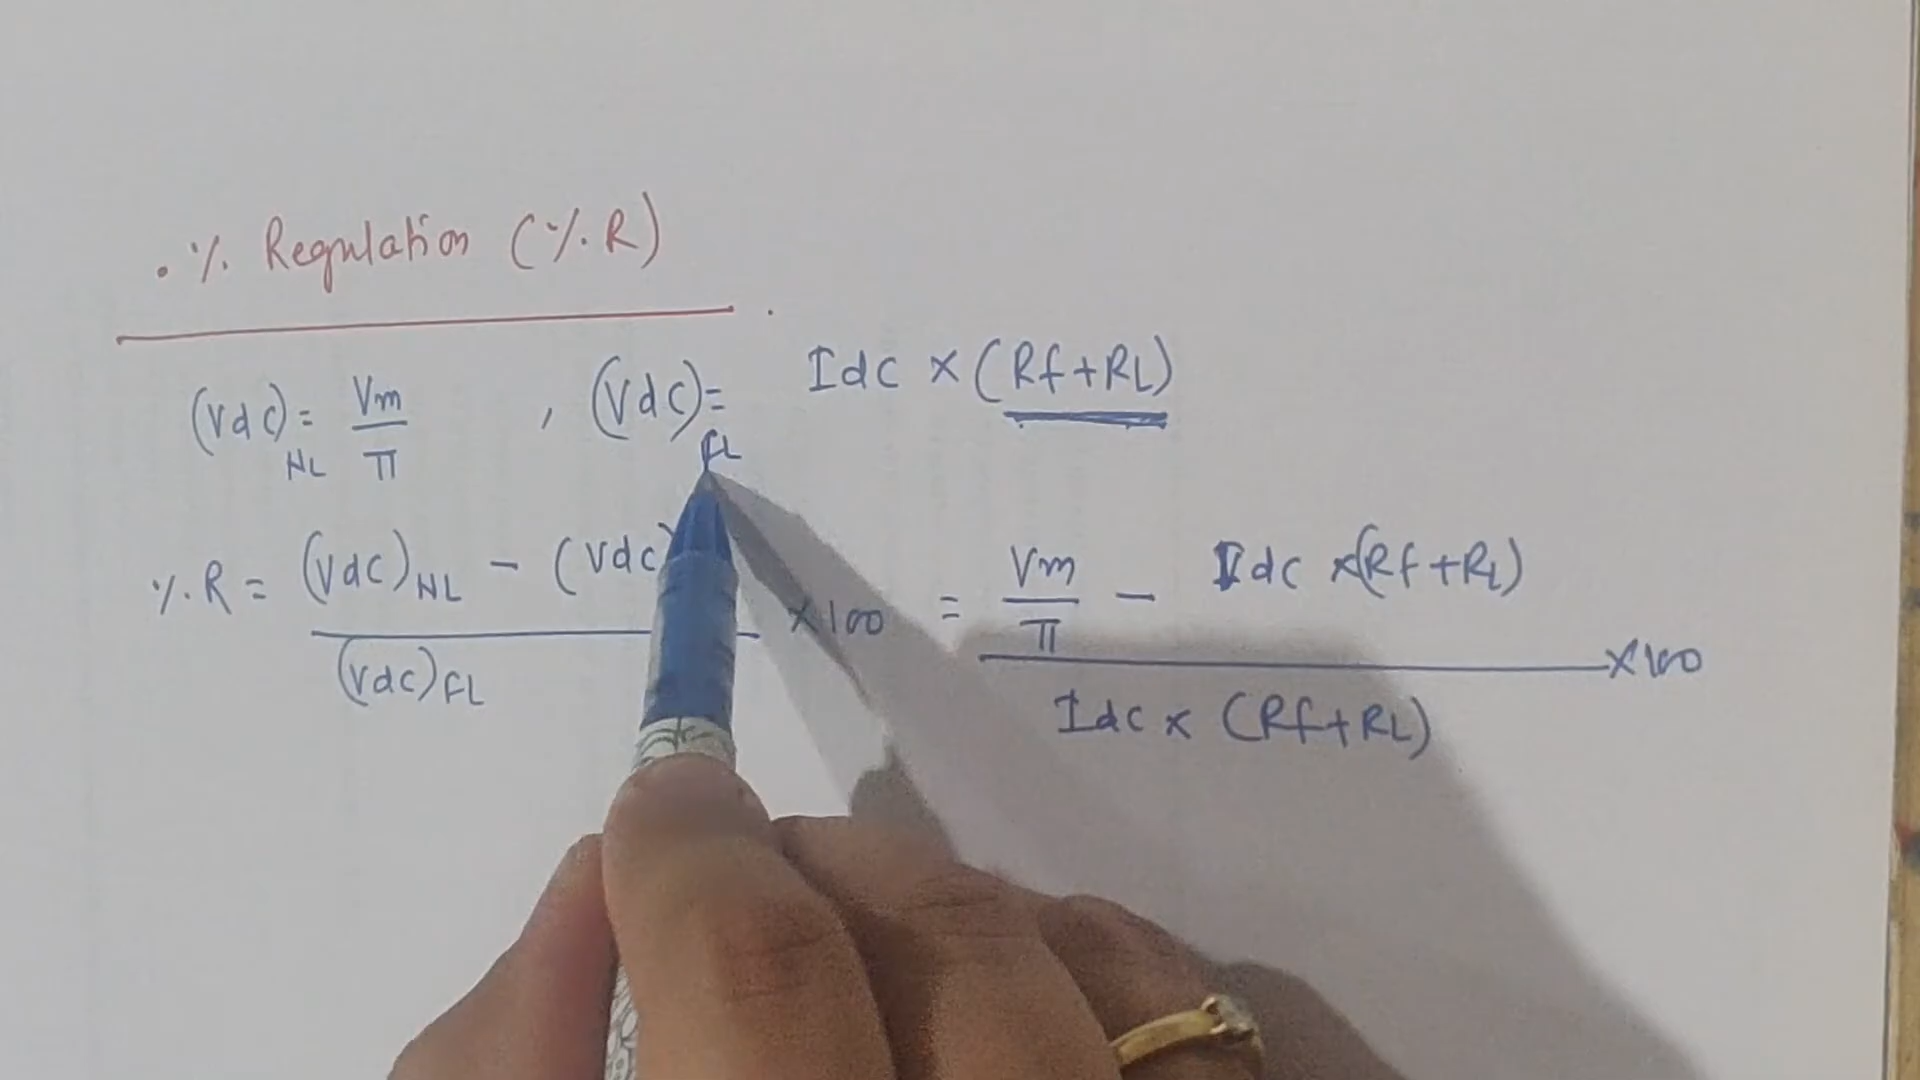 % Regulation (% R)
(Vdc)NL = Vm/π , (Vdc)FL = Idc × (Rf+RL)
% R = (Vdc)NL − (Vdc) / (Vdc)FL ×100 = Vm/π − Idc ×(Rf+RL) / Idc × (Rf+RL) ×100